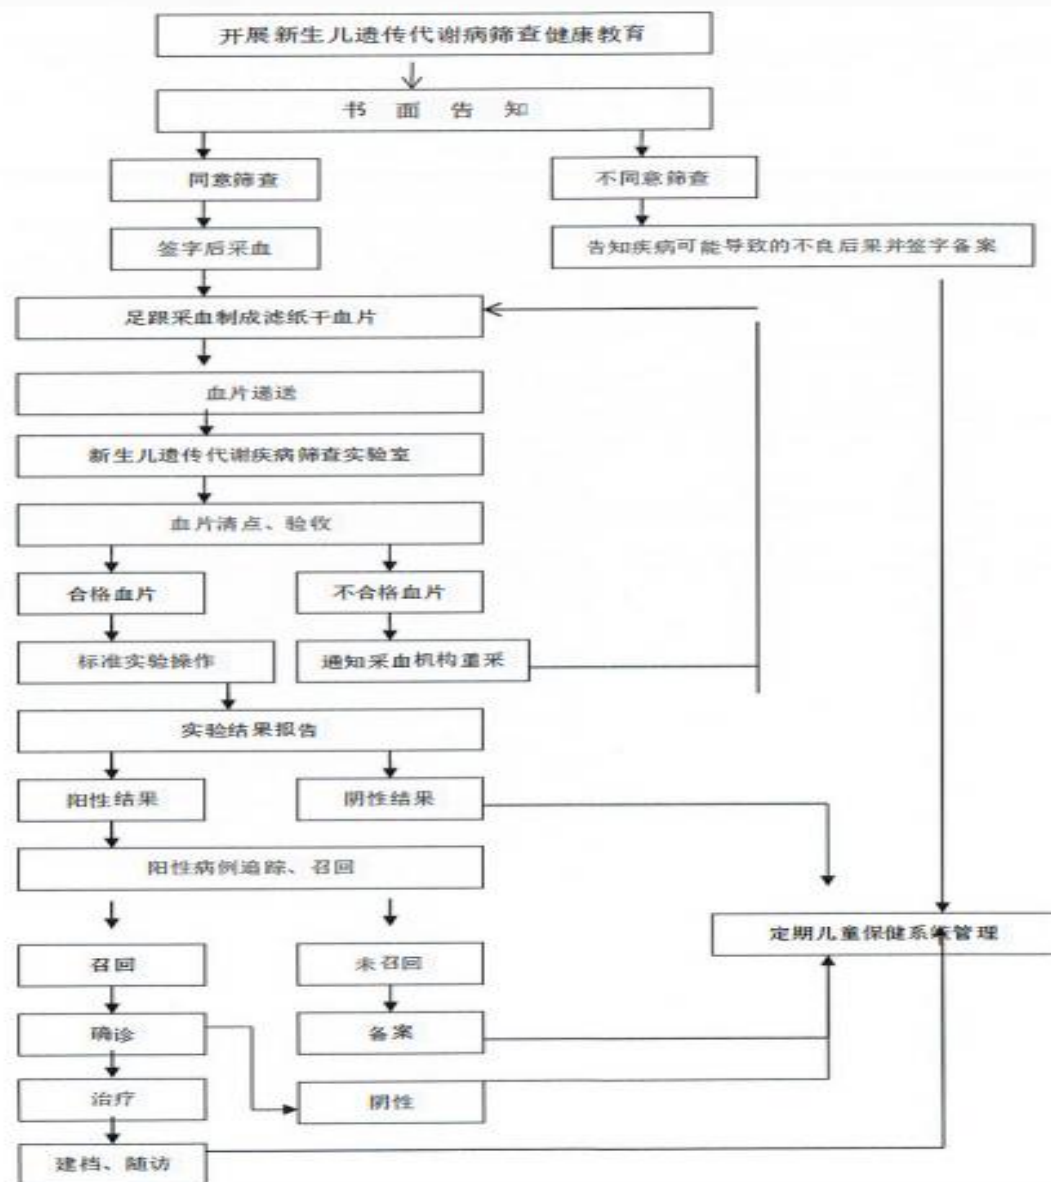 开展新生儿遗传代谢病筛查健康教育
书 面 告 知
同意筛查
不同意筛查
签字后采血
告知疾病可能导致的不良后果并签字备案
足跟采血制成滤纸干血片
血片递送
新生儿遗传代谢疾病筛查实验室
血片清点、验收
合格血片
不合格血片
标准实验操作
通知采血机构重采
实验结果报告
阳性结果
阴性结果
阳性病例追踪、召回
定期儿童保健系统管理
召回
未召回
确诊
备案
治疗
阴性
建档、随访